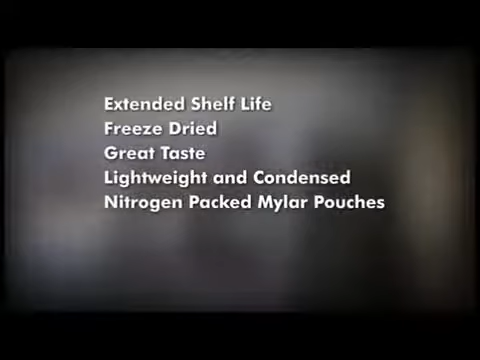 Extended Shelf Life
Freeze Dried
Great Taste
Lightweight and Condensed
Nitrogen Packed Mylar Pouches